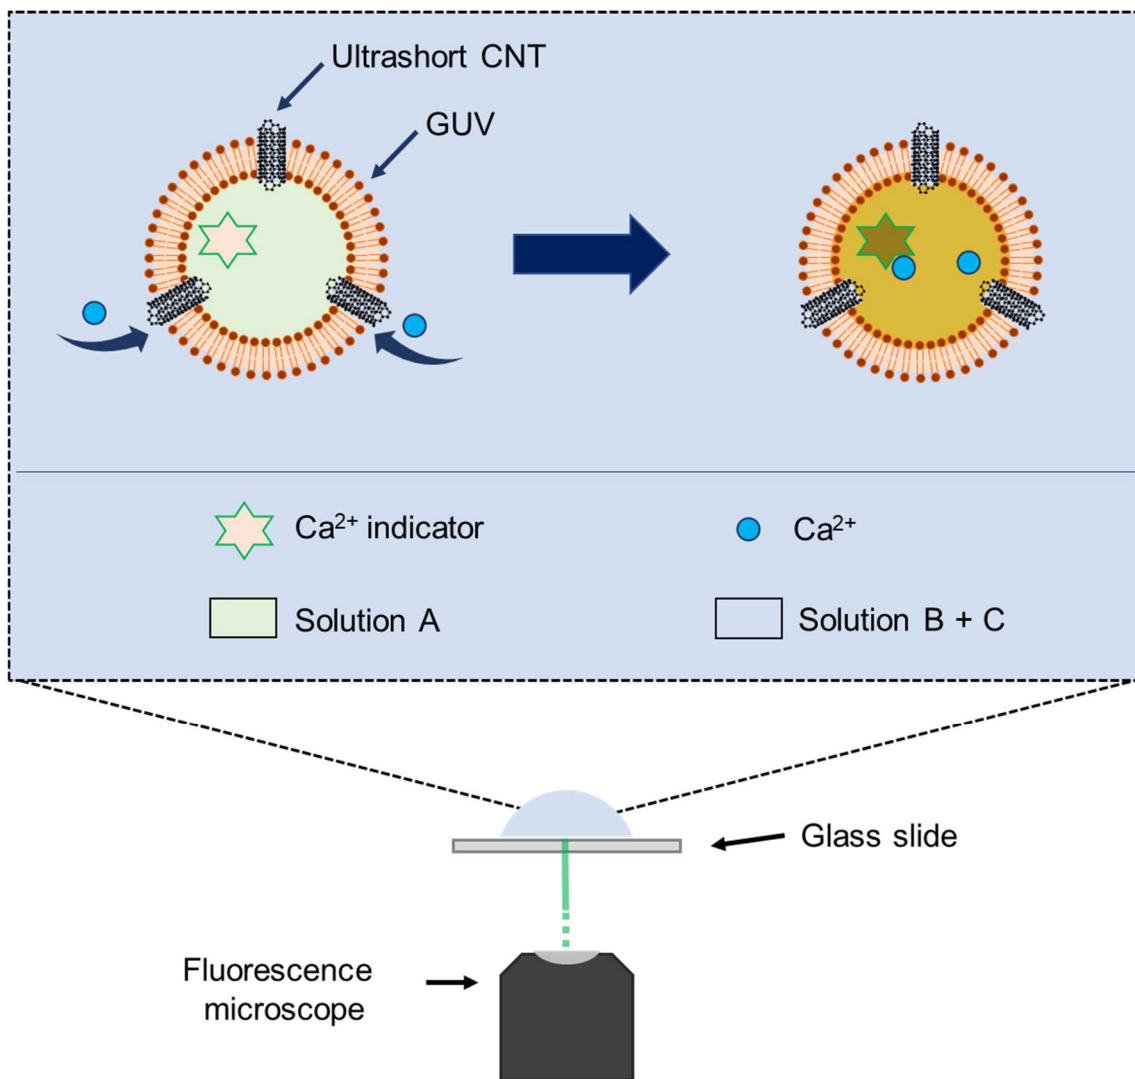 Ultrashort CNT
GUV
Ca²⁺ indicator
Ca²⁺
Solution A
Solution B + C
Glass slide
Fluorescence
microscope